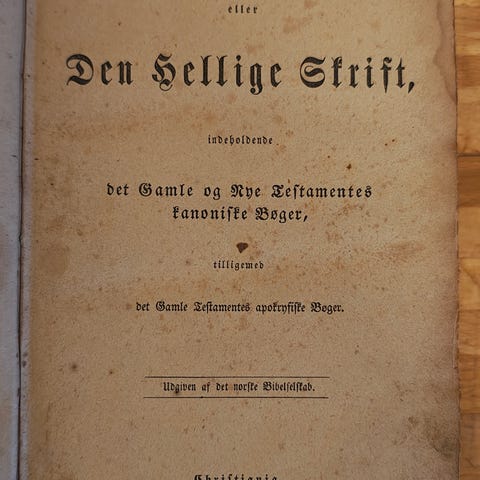 eller
Den Hellige Skrift,
indeholdende
det Gamle og Nye Testamentes
kanoniske Bøger,
tilligemed
det Gamle Testamentes apokryfiske Bøger.
Udgiven af det norske Bibelselskab.
Christiania